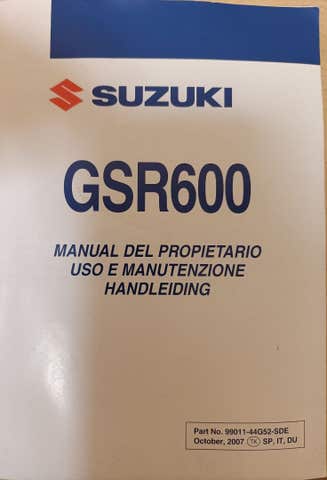 SUZUKI
GSR600
MANUAL DEL PROPIETARIO
USO E MANUTENZIONE
HANDLEIDING
Part No. 99011-44G52-SDE
October, 2007 TK SP, IT, DU